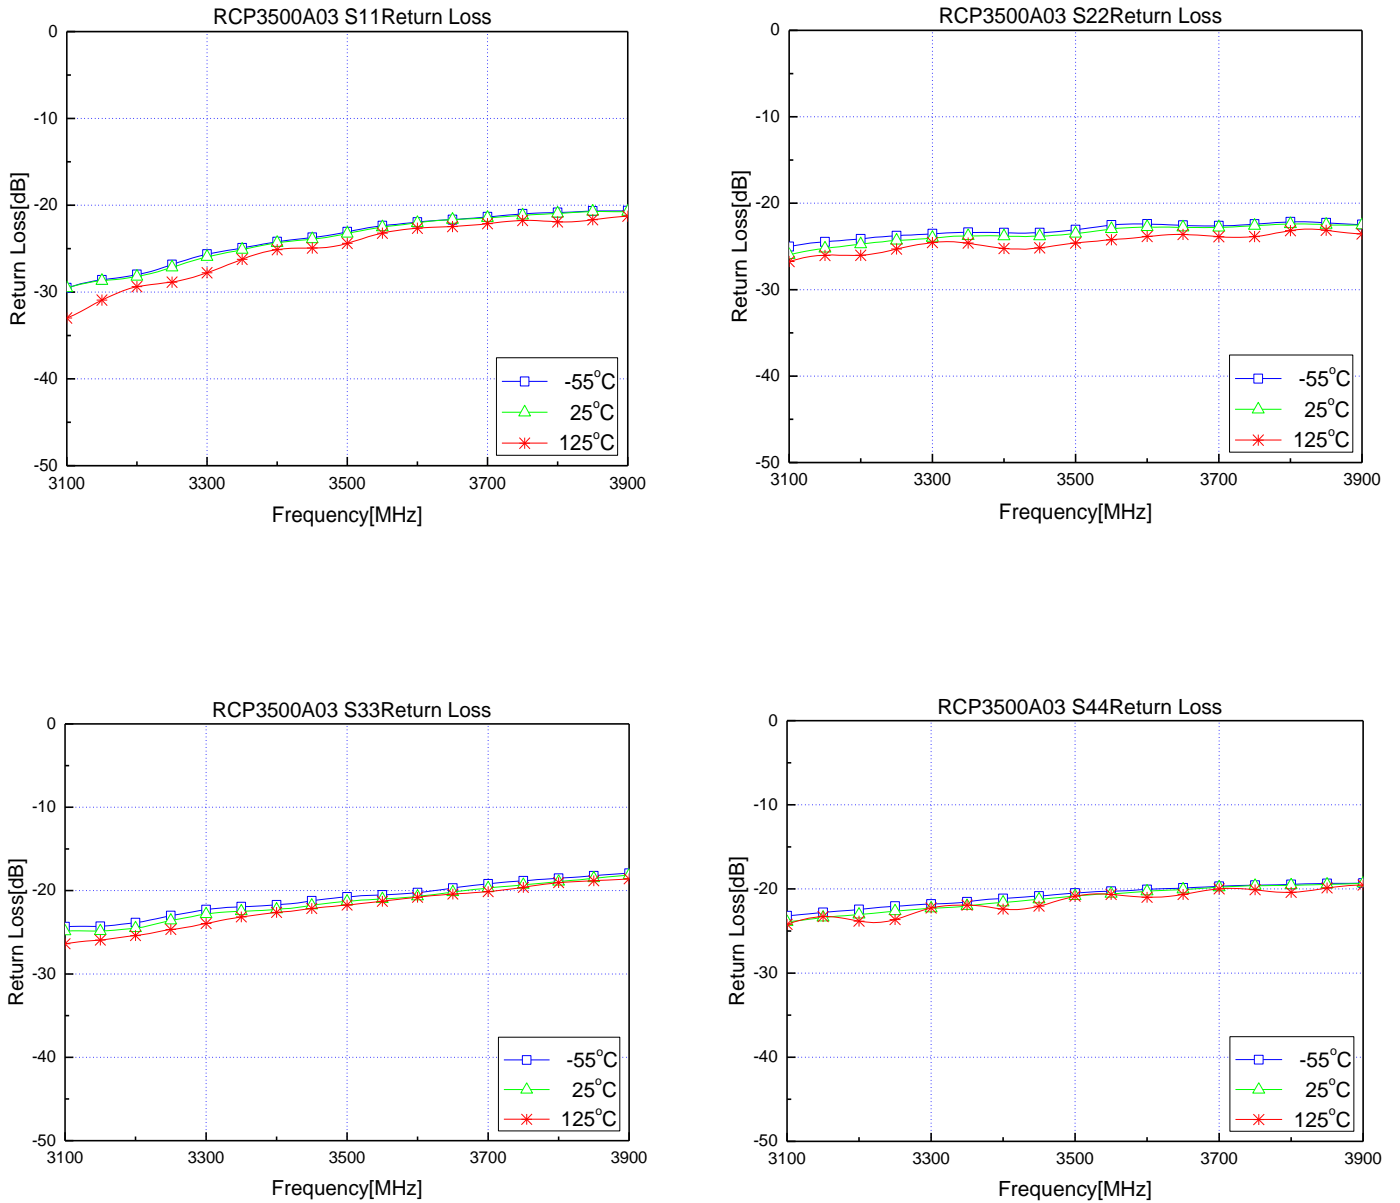 RCP3500A03 S11Return Loss
0
-10
-20
-30
-40
-50
Return Loss[dB]
-55°C
25°C
125°C
3100
3300
3500
3700
3900
Frequency[MHz]
RCP3500A03 S22Return Loss
0
-10
-20
-30
-40
-50
Return Loss[dB]
-55°C
25°C
125°C
3100
3300
3500
3700
3900
Frequency[MHz]
RCP3500A03 S33Return Loss
0
-10
-20
-30
-40
-50
Return Loss[dB]
-55°C
25°C
125°C
3100
3300
3500
3700
3900
Frequency[MHz]
RCP3500A03 S44Return Loss
0
-10
-20
-30
-40
-50
Return Loss[dB]
-55°C
25°C
125°C
3100
3300
3500
3700
3900
Frequency[MHz]